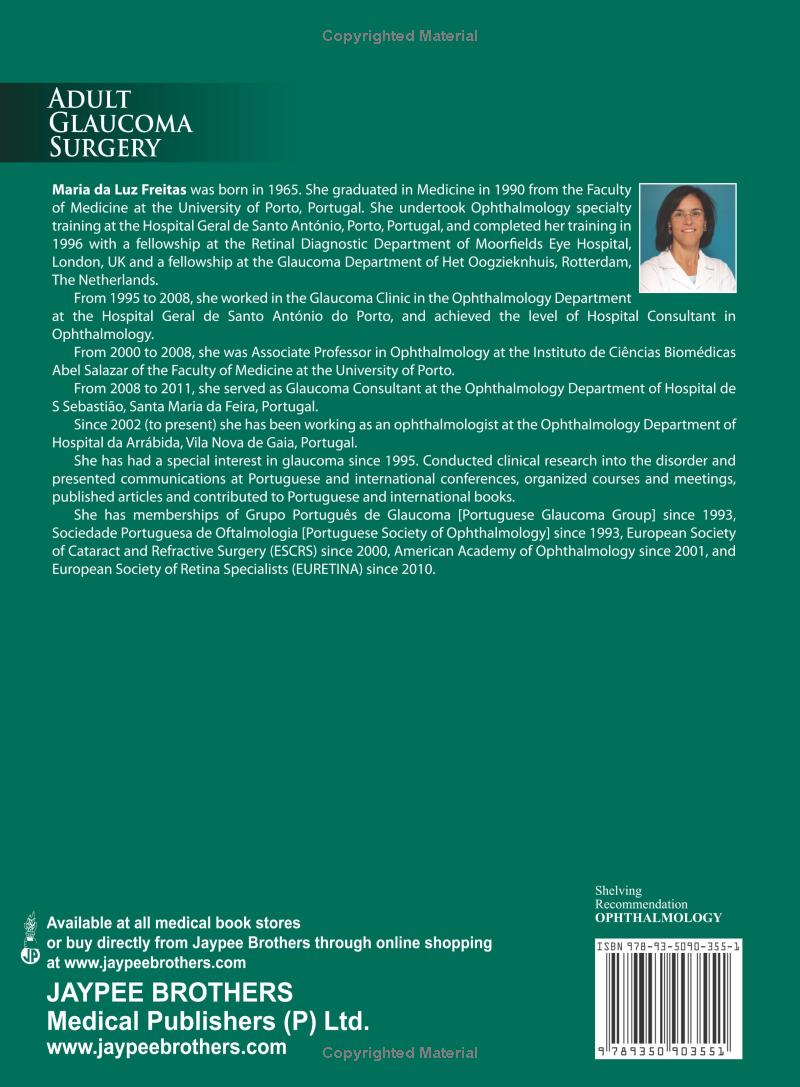 Copyrighted Material
ADULT
GLAUCOMA
SURGERY
Maria da Luz Freitas was born in 1965. She graduated in Medicine in 1990 from the Faculty
of Medicine at the University of Porto, Portugal. She undertook Ophthalmology specialty
training at the Hospital Geral de Santo António, Porto, Portugal, and completed her training in
1996 with a fellowship at the Retinal Diagnostic Department of Moorfields Eye Hospital,
London, UK and a fellowship at the Glaucoma Department of Het Oogzieknhuis, Rotterdam,
The Netherlands.
From 1995 to 2008, she worked in the Glaucoma Clinic in the Ophthalmology Department
at the Hospital Geral de Santo António do Porto, and achieved the level of Hospital Consultant in
Ophthalmology.
From 2000 to 2008, she was Associate Professor in Ophthalmology at the Instituto de Ciências Biomédicas
Abel Salazar of the Faculty of Medicine at the University of Porto.
From 2008 to 2011, she served as Glaucoma Consultant at the Ophthalmology Department of Hospital de
S Sebastião, Santa Maria da Feira, Portugal.
Since 2002 (to present) she has been working as an ophthalmologist at the Ophthalmology Department of
Hospital da Arrábida, Vila Nova de Gaia, Portugal.
She has had a special interest in glaucoma since 1995. Conducted clinical research into the disorder and
presented communications at Portuguese and international conferences, organized courses and meetings,
published articles and contributed to Portuguese and international books.
She has memberships of Grupo Português de Glaucoma [Portuguese Glaucoma Group] since 1993,
Sociedade Portuguesa de Oftalmologia [Portuguese Society of Ophthalmology] since 1993, European Society
of Cataract and Refractive Surgery (ESCRS) since 2000, American Academy of Ophthalmology since 2001, and
European Society of Retina Specialists (EURETINA) since 2010.
Shelving
Recommendation
OPHTHALMOLOGY
Available at all medical book stores
or buy directly from Jaypee Brothers through online shopping
at www.jaypeebrothers.com
JP
JAYPEE BROTHERS
Medical Publishers (P) Ltd.
www.jaypeebrothers.com
ISBN 978-93-5090-355-1
9 789350 903551
Copyrighted Material